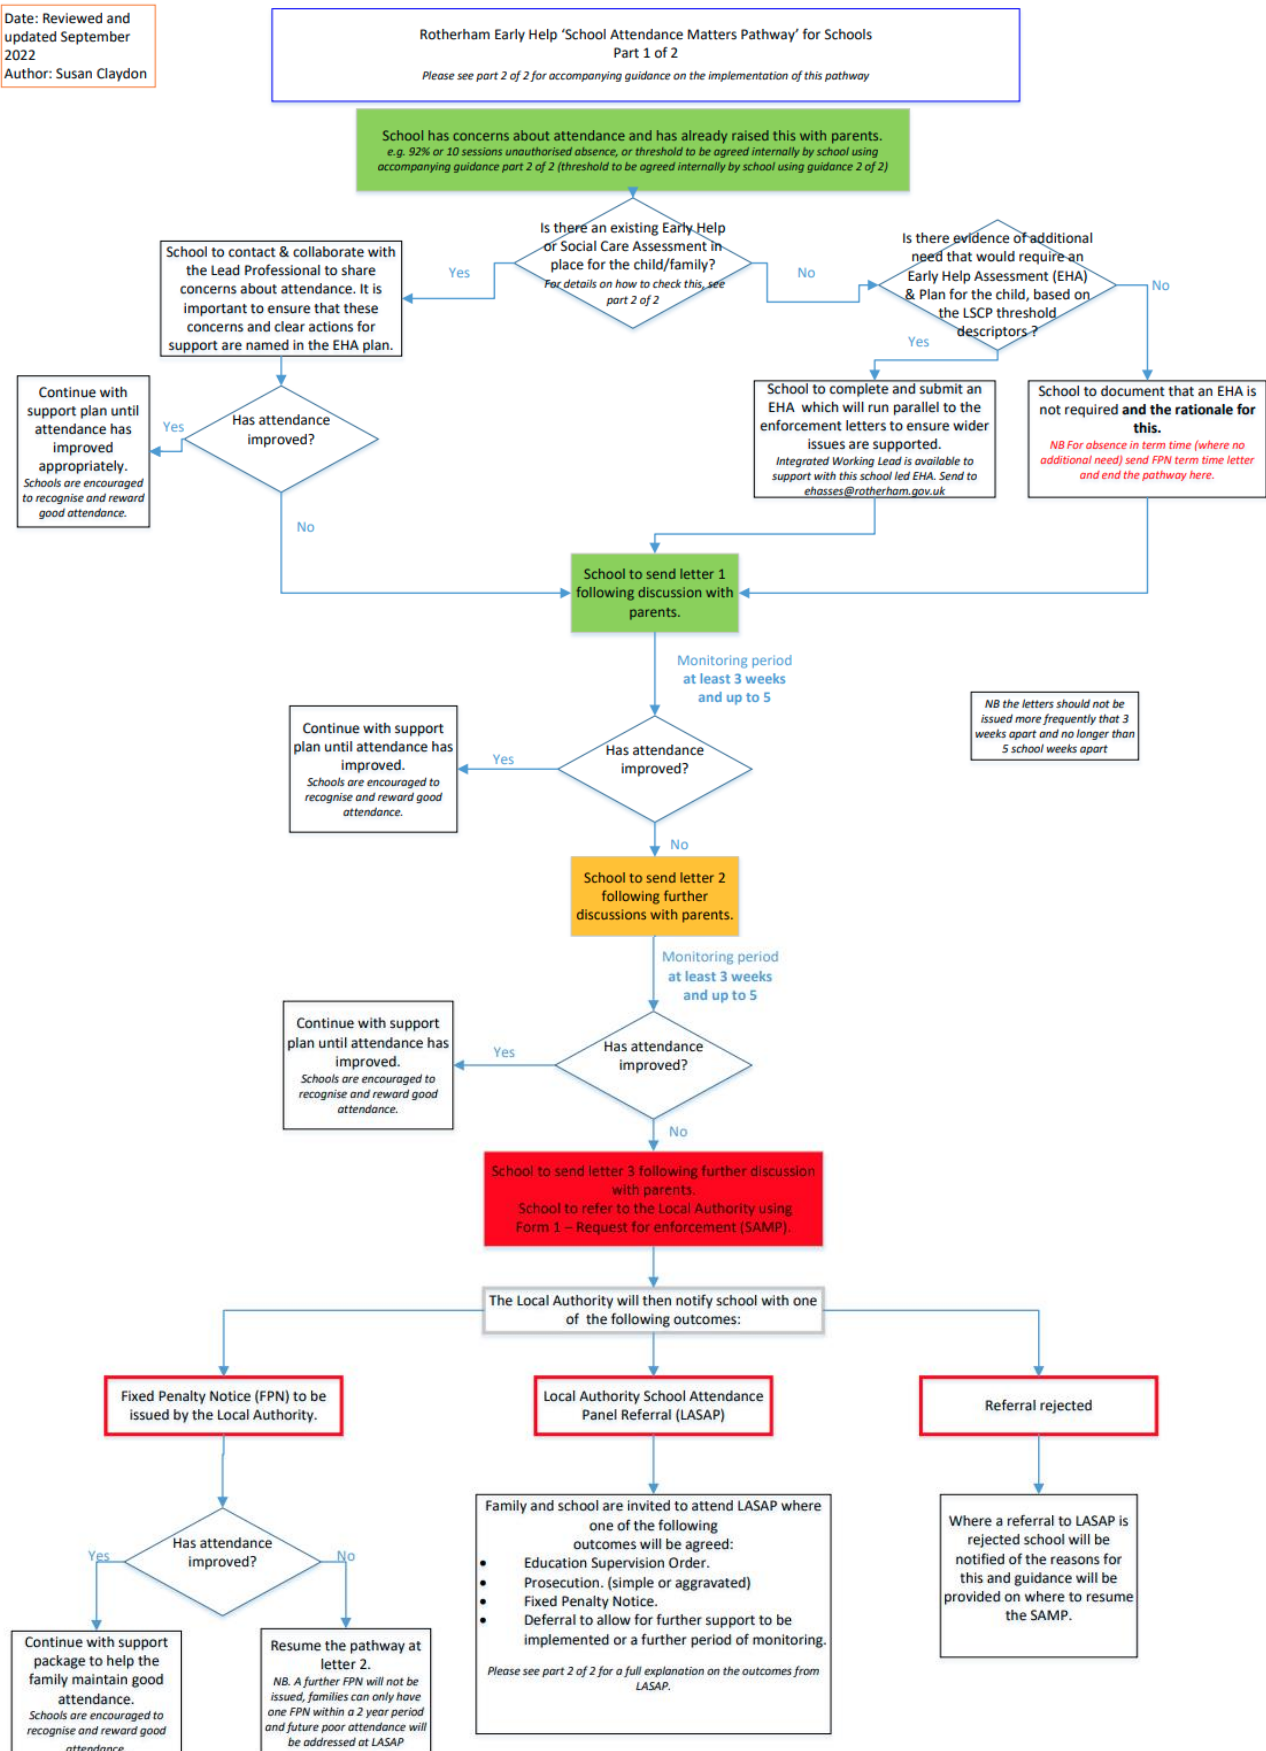 Date: Reviewed and
updated September
2022
Author: Susan Claydon
Rotherham Early Help ‘School Attendance Matters Pathway’ for Schools
Part 1 of 2
Please see part 2 of 2 for accompanying guidance on the implementation of this pathway
School has concerns about attendance and has already raised this with parents.
e.g. 92% or 10 sessions unauthorised absence, or threshold to be agreed internally by school using
accompanying guidance part 2 of 2 (threshold to be agreed internally by school using guidance 2 of 2)
Is there an existing Early Help
or Social Care Assessment in
place for the child/family?
For details on how to check this, see
part 2 of 2
Yes
No
School to contact & collaborate with
the Lead Professional to share
concerns about attendance. It is
important to ensure that these
concerns and clear actions for
support are named in the EHA plan.
Is there evidence of additional
need that would require an
Early Help Assessment (EHA)
& Plan for the child, based on
the LSCP threshold
descriptors ?
Yes
No
Has attendance
improved?
Yes
No
Continue with
support plan until
attendance has
improved
appropriately.
Schools are encouraged
to recognise and reward
good attendance.
School to complete and submit an
EHA which will run parallel to the
enforcement letters to ensure wider
issues are supported.
Integrated Working Lead is available to
support with this school led EHA. Send to
ehasses@rotherham.gov.uk
School to document that an EHA is
not required and the rationale for
this.
NB For absence in term time (where no
additional need) send FPN term time letter
and end the pathway here.
School to send letter 1
following discussion with
parents.
Monitoring period
at least 3 weeks
and up to 5
NB the letters should not be
issued more frequently that 3
weeks apart and no longer than
5 school weeks apart
Has attendance
improved?
Yes
No
Continue with support
plan until attendance has
improved.
Schools are encouraged to
recognise and reward good
attendance.
School to send letter 2
following further
discussions with parents.
Monitoring period
at least 3 weeks
and up to 5
Has attendance
improved?
Yes
No
Continue with support
plan until attendance has
improved.
Schools are encouraged to
recognise and reward good
attendance.
School to send letter 3 following further discussion
with parents.
School to refer to the Local Authority using
Form 1 – Request for enforcement (SAMP).
The Local Authority will then notify school with one
of the following outcomes:
Fixed Penalty Notice (FPN) to be
issued by the Local Authority.
Local Authority School Attendance
Panel Referral (LASAP)
Referral rejected
Has attendance
improved?
Yes
No
Continue with support
package to help the
family maintain good
attendance.
Schools are encouraged to
recognise and reward good
attendance
Resume the pathway at
letter 2.
NB. A further FPN will not be
issued, families can only have
one FPN within a 2 year period
and future poor attendance will
be addressed at LASAP
Family and school are invited to attend LASAP where
one of the following
outcomes will be agreed:
• Education Supervision Order.
• Prosecution. (simple or aggravated)
• Fixed Penalty Notice.
• Deferral to allow for further support to be
implemented or a further period of monitoring.
Please see part 2 of 2 for a full explanation on the outcomes from
LASAP.
Where a referral to LASAP is
rejected school will be
notified of the reasons for
this and guidance will be
provided on where to resume
the SAMP.